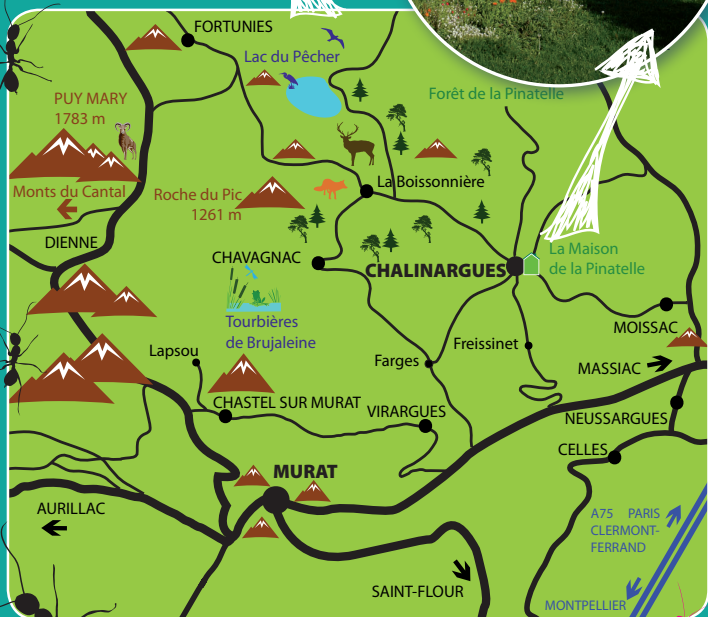 FORTUNIES
Lac du Pêcher
PUY MARY
1783 m
Forêt de la Pinatelle
Monts du Cantal
Roche du Pic
1261 m
La Boissonnière
DIENNE
CHAVAGNAC
CHALINARGUES
La Maison
de la Pinatelle
Tourbières
de Brujaleine
MOISSAC
Lapsou
Farges
Freissinet
MASSIAC
CHASTEL SUR MURAT
VIRARGUES
NEUSSARGUES
CELLES
MURAT
AURILLAC
A75 PARIS
CLERMONT-
FERRAND
SAINT-FLOUR
MONTPELLIER